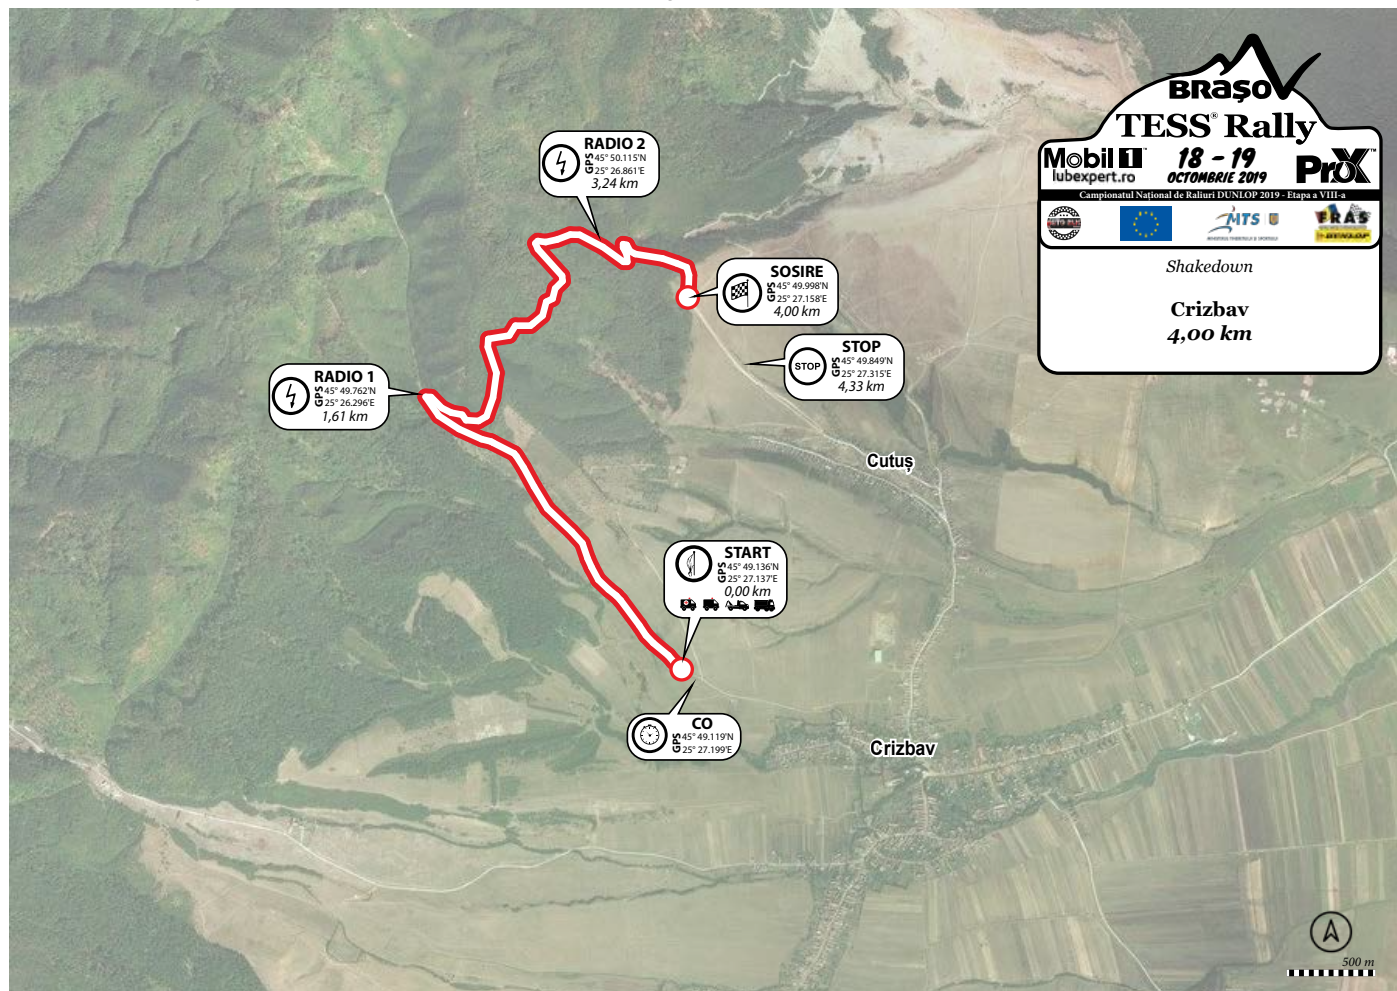 BRAŞOV
TESS® Rally
Mobil 1™
lubexpert.ro
18 - 19
OCTOMBRIE 2019
ProX™
Campionatul Național de Raliuri DUNLOP 2019 - Etapa a VIII-a
MTS
FRAS
DUNLOP
Shakedown
Crizbav
4,00 km
RADIO 2
GPS
45° 50.115'N
25° 26.861'E
3,24 km
SOSIRE
GPS
45° 49.998'N
25° 27.158'E
4,00 km
STOP
STOP
GPS
45° 49.849'N
25° 27.315'E
4,33 km
RADIO 1
GPS
45° 49.762'N
25° 26.296'E
1,61 km
Cutuș
START
GPS
45° 49.136'N
25° 27.137'E
0,00 km
CO
GPS
45° 49.119'N
25° 27.199'E
Crizbav
500 m